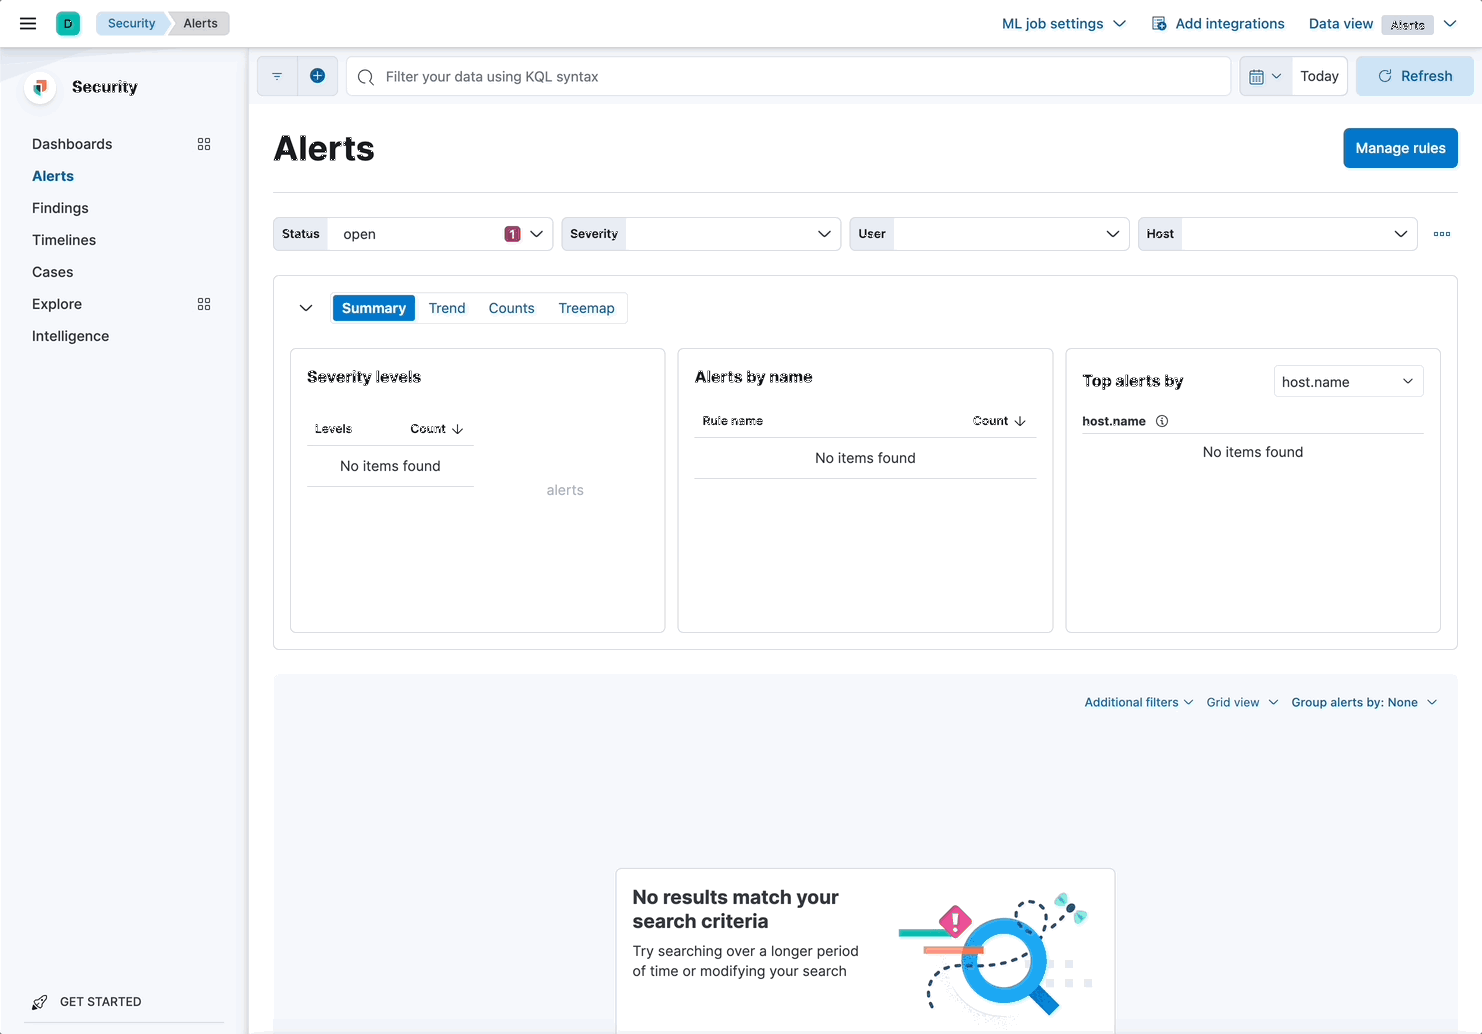 D
Security
Alerts
ML job settings
Add integrations
Data view
Alerts
Security
Filter your data using KQL syntax
Today
Refresh
Dashboards
Alerts
Findings
Timelines
Cases
Explore
Intelligence
GET STARTED
Alerts
Manage rules
Status
open
1
Severity
User
Host
Summary
Trend
Counts
Treemap
Severity levels
Levels
Count
No items found
alerts
Alerts by name
Rule name
Count
No items found
Top alerts by
host.name
host.name
No items found
Additional filters
Grid view
Group alerts by: None
No results match your
search criteria
Try searching over a longer period
of time or modifying your search